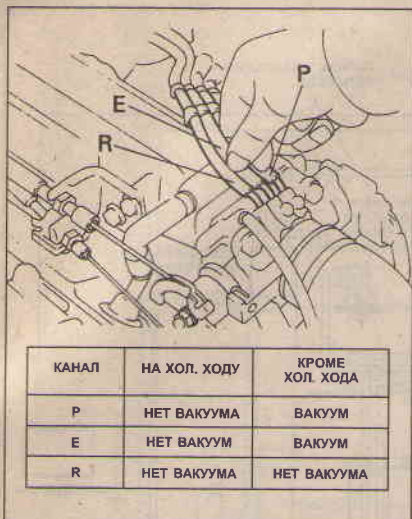 P
E
R
КАНАЛ НА ХОЛ. ХОДУ КРОМЕ ХОЛ. ХОДА
P НЕТ ВАКУУМА ВАКУУМ
E НЕТ ВАКУУМ ВАКУУМ
R НЕТ ВАКУУМА НЕТ ВАКУУМА